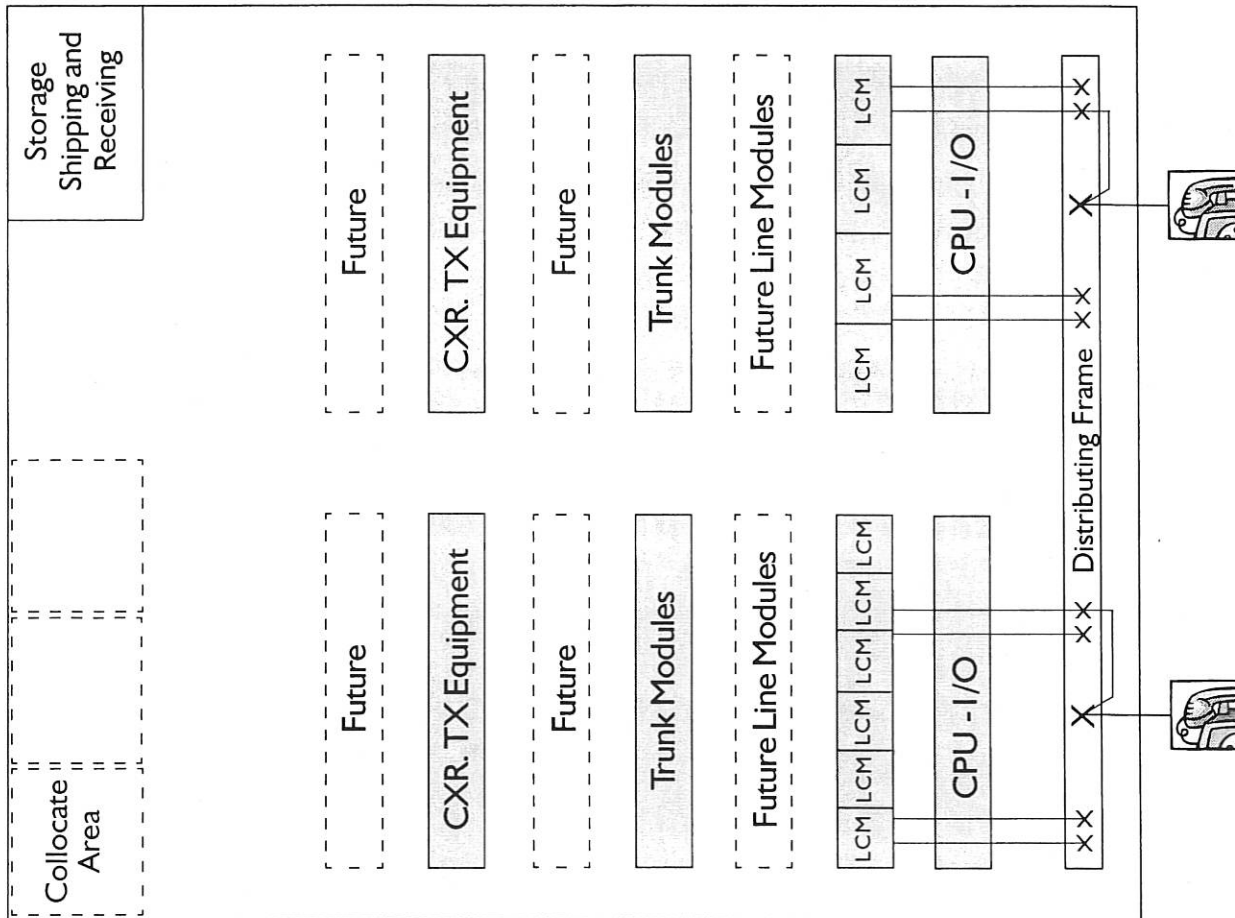 Storage
Shipping and
Receiving
Collocate
Area
Future
Future
CXR. TX Equipment
CXR. TX Equipment
Future
Future
Trunk Modules
Trunk Modules
Future Line Modules
Future Line Modules
LCM LCM LCM LCM LCM LCM
LCM LCM LCM LCM
CPU - I/O
CPU - I/O
Distributing Frame